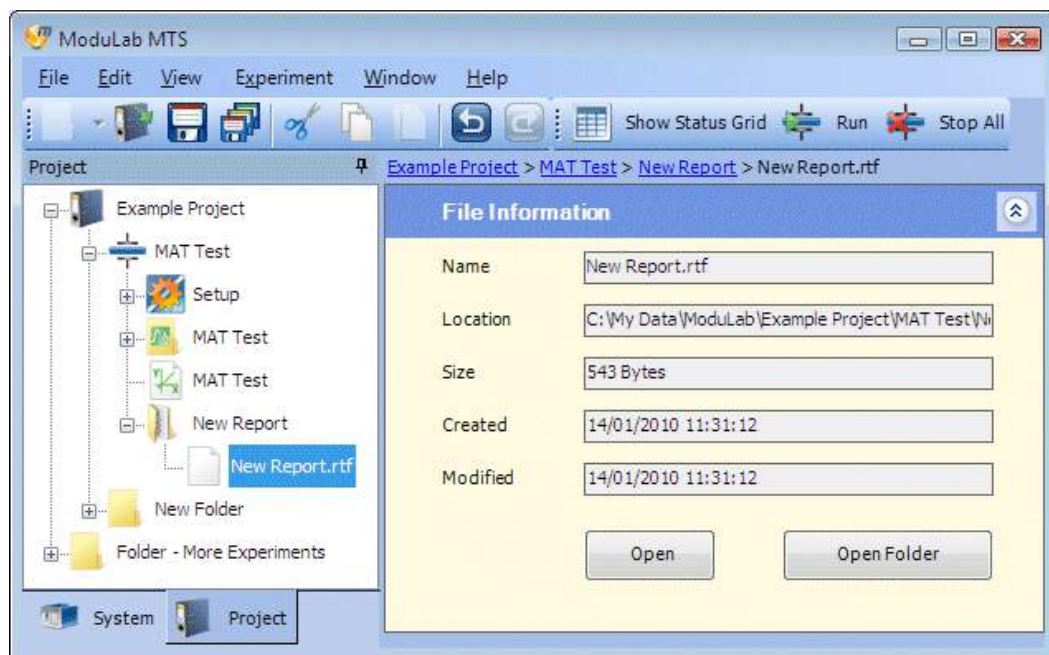 ModuLab MTS
File Edit View Experiment Window Help
Show Status Grid Run Stop All
Project
Example Project > MAT Test > New Report > New Report.rtf
Example Project
MAT Test
Setup
MAT Test
MAT Test
New Report
New Report.rtf
New Folder
Folder - More Experiments
System Project
File Information
Name New Report.rtf
Location C:\My Data\ModuLab\Example Project\MAT Test\
Size 543 Bytes
Created 14/01/2010 11:31:12
Modified 14/01/2010 11:31:12
Open Open Folder